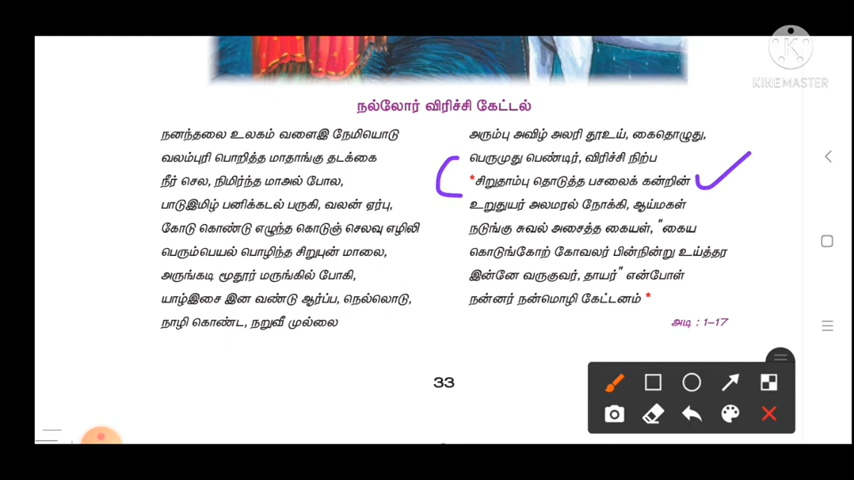 KINEMASTER
நல்லோர் விரிச்சி கேட்டல்
நனந்தலை உலகம் வளைஇ நேமியொடு
வலம்புரி பொறித்த மாதாங்கு தடக்கை
நீர் செல, நிமிர்ந்த மாஅல் போல,
பாடுஇமிழ் பனிக்கடல் பருகி, வலன் ஏர்பு,
கோடு கொண்டு எழுந்த கொடுஞ் செலவு எழிலி
பெரும்பெயல் பொழிந்த சிறுபுன் மாலை,
அருங்கடி மூதூர் மருங்கில் போகி,
யாழ்இசை இன வண்டு ஆர்ப்ப, நெல்லொடு,
நாழி கொண்ட, நறுவீ முல்லை
அரும்பு அவிழ் அலரி தூஉய், கைதொழுது,
பெருமுது பெண்டிர், விரிச்சி நிற்ப
*சிறுதாம்பு தொடுத்த பசலைக் கன்றின்
உறுதுயர் அலமரல் நோக்கி, ஆய்மகள்
நடுங்கு சுவல் அசைத்த கையள், "கைய
கொடுங்கோற் கோவலர் பின்நின்று உய்த்தர
இன்னே வருகுவர், தாயர்" என்போள்
நன்னர் நன்மொழி கேட்டனம் *
அடி : 1–17
33